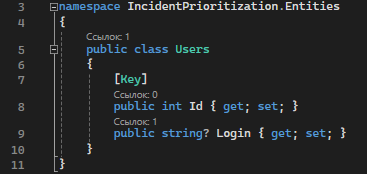 3 namespace IncidentPrioritization.Entities
4 {
Ссылок: 1
5 public class Users
6 {
7 [Key]
Ссылок: 0
8 public int Id { get; set; }
Ссылок: 1
9 public string? Login { get; set; }
10 }
11 }